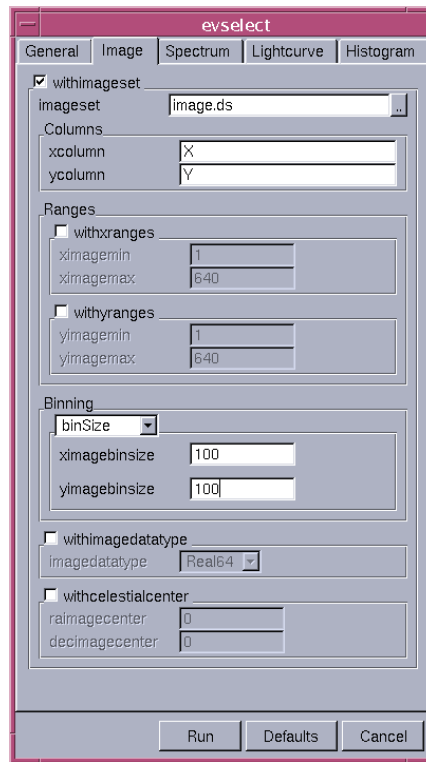 evselect
General Image Spectrum Lightcurve Histogram
withimageset
imageset image.ds ..
Columns
xcolumn X
ycolumn Y
Ranges
withxranges
ximagemin 1
ximagemax 640
withyranges
yimagemin 1
yimagemax 640
Binning
binSize
ximagebinsize 100
yimagebinsize 100
withimagedatatype
imagedatatype Real64
withcelestialcenter
raimagecenter 0
decimagecenter 0
Run Defaults Cancel